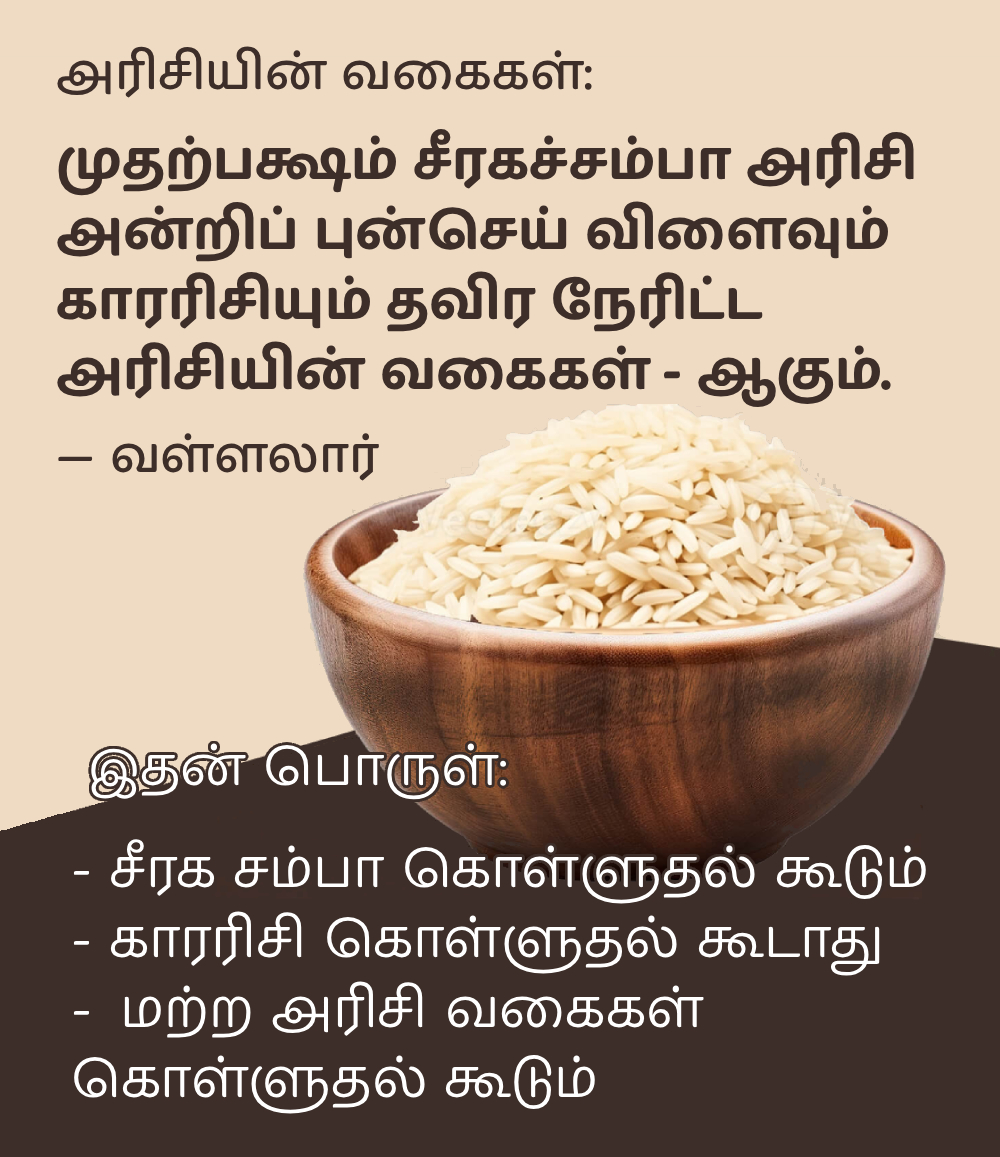 அரிசியின் வகைகள்:
முதற்பக்ஷம் சீரகச்சம்பா அரிசி
அன்றிப் புன்செய் விளைவும்
காரரிசியும் தவிர நேரிட்ட
அரிசியின் வகைகள் - ஆகும்.
– வள்ளலார்
இதன் பொருள்:
- சீரக சம்பா கொள்ளுதல் கூடும்
- காரரிசி கொள்ளுதல் கூடாது
- மற்ற அரிசி வகைகள்
கொள்ளுதல் கூடும்